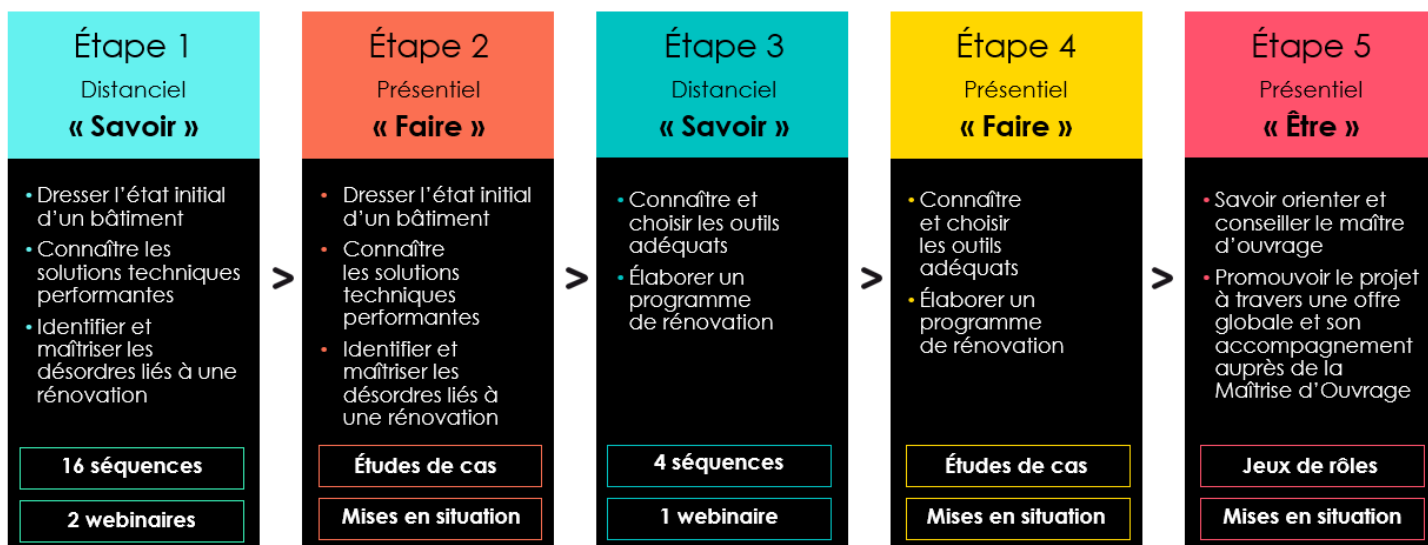 Étape 1
Distanciel
« Savoir »
• Dresser l’état initial
d’un bâtiment
• Connaître les
solutions techniques
performantes
• Identifier et
maîtriser les
désordres liés à une
rénovation
16 séquences
2 webinaires
>
Étape 2
Présentiel
« Faire »
• Dresser l’état initial
d’un bâtiment
• Connaître
les solutions
techniques
performantes
• Identifier et
maîtriser les
désordres liés à
une rénovation
Études de cas
Mises en situation
>
Étape 3
Distanciel
« Savoir »
• Connaître et
choisir les outils
adéquats
• Élaborer un
programme
de rénovation
4 séquences
1 webinaire
>
Étape 4
Présentiel
« Faire »
• Connaître
et choisir
les outils
adéquats
• Élaborer un
programme
de rénovation
Études de cas
Mises en situation
>
Étape 5
Présentiel
« Être »
• Savoir orienter et
conseiller le maître
d’ouvrage
• Promouvoir le projet
à travers une offre
globale et son
accompagnement
auprès de la
Maîtrise d’Ouvrage
Jeux de rôles
Mises en situation